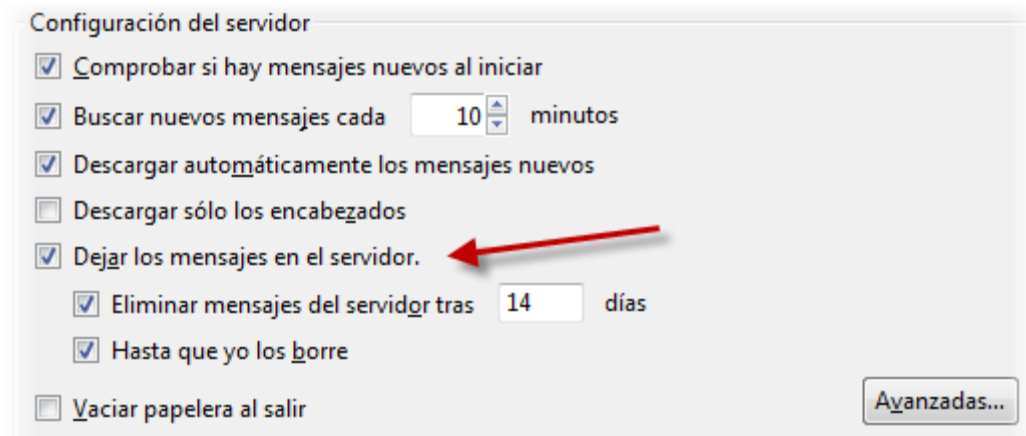 Configuración del servidor
Comprobar si hay mensajes nuevos al iniciar
Buscar nuevos mensajes cada 10 minutos
Descargar automáticamente los mensajes nuevos
Descargar sólo los encabezados
Dejar los mensajes en el servidor.
Eliminar mensajes del servidor tras 14 días
Hasta que yo los borre
Vaciar papelera al salir Avanzadas...